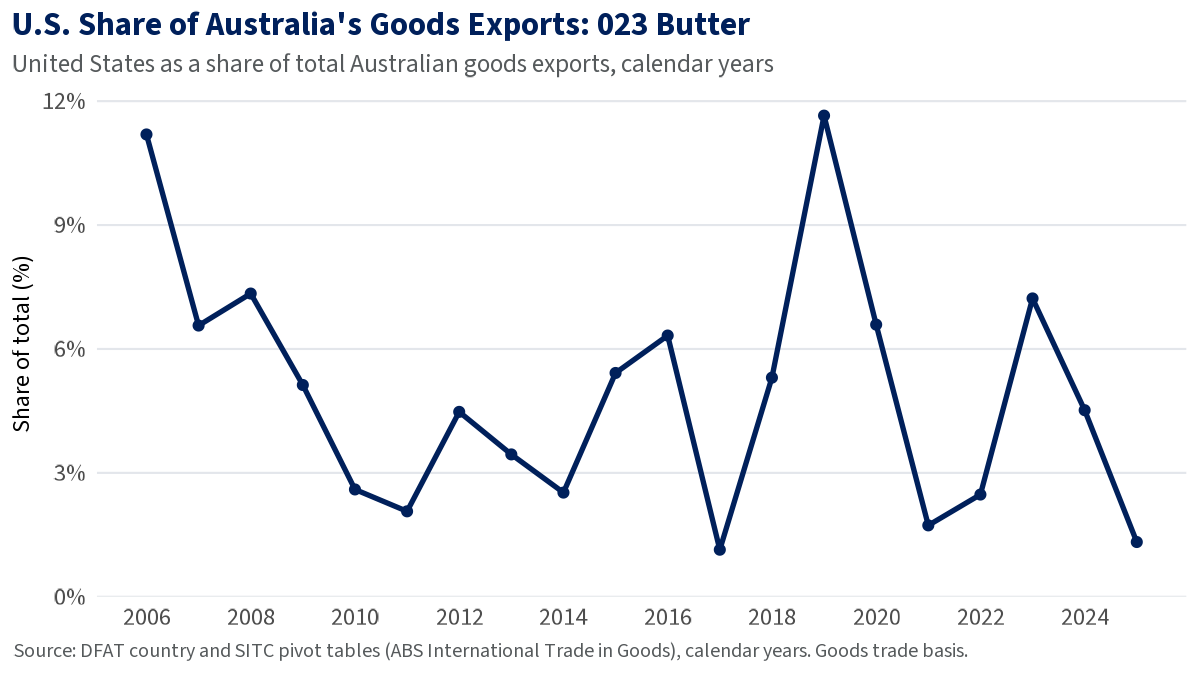 U.S. Share of Australia's Goods Exports: 023 Butter
United States as a share of total Australian goods exports, calendar years
12%
9%
6%
3%
0%
Share of total (%)
2006 2008 2010 2012 2014 2016 2018 2020 2022 2024
Source: DFAT country and SITC pivot tables (ABS International Trade in Goods), calendar years. Goods trade basis.